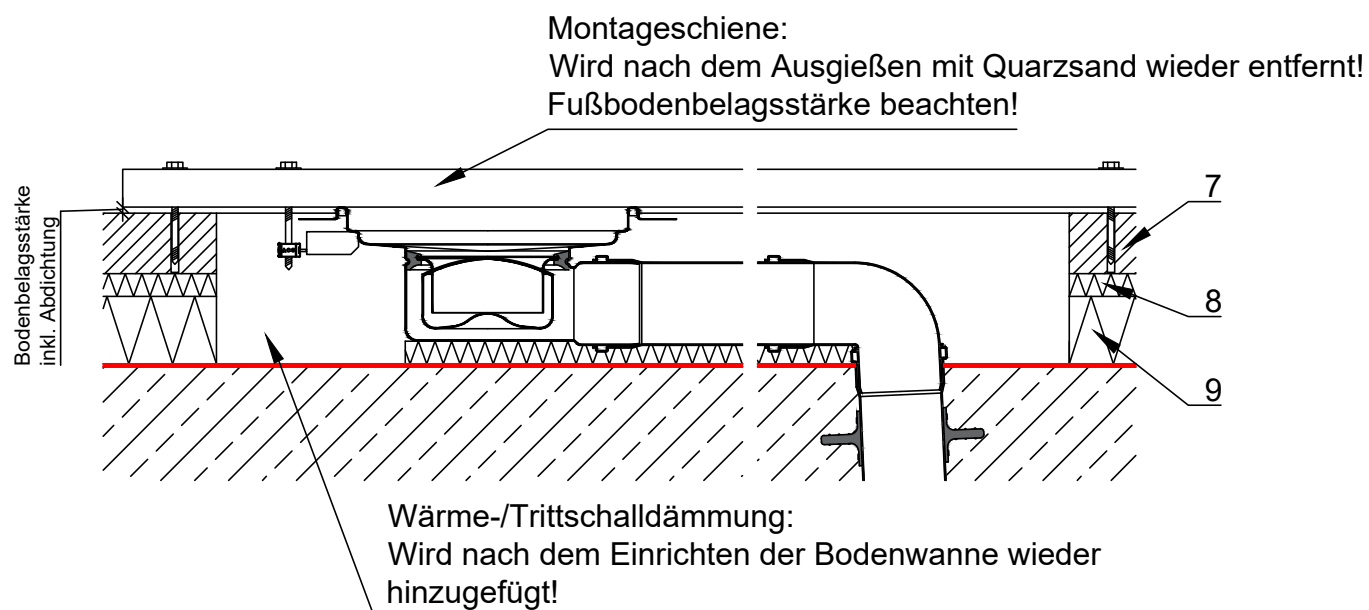 Montageschiene:
Wird nach dem Ausgießen mit Quarzsand wieder entfernt!
Fußbodenbelagsstärke beachten!
Bodenbelagsstärke
inkl. Abdichtung
7
8
9
Wärme-/Trittschalldämmung:
Wird nach dem Einrichten der Bodenwanne wieder
hinzugefügt!